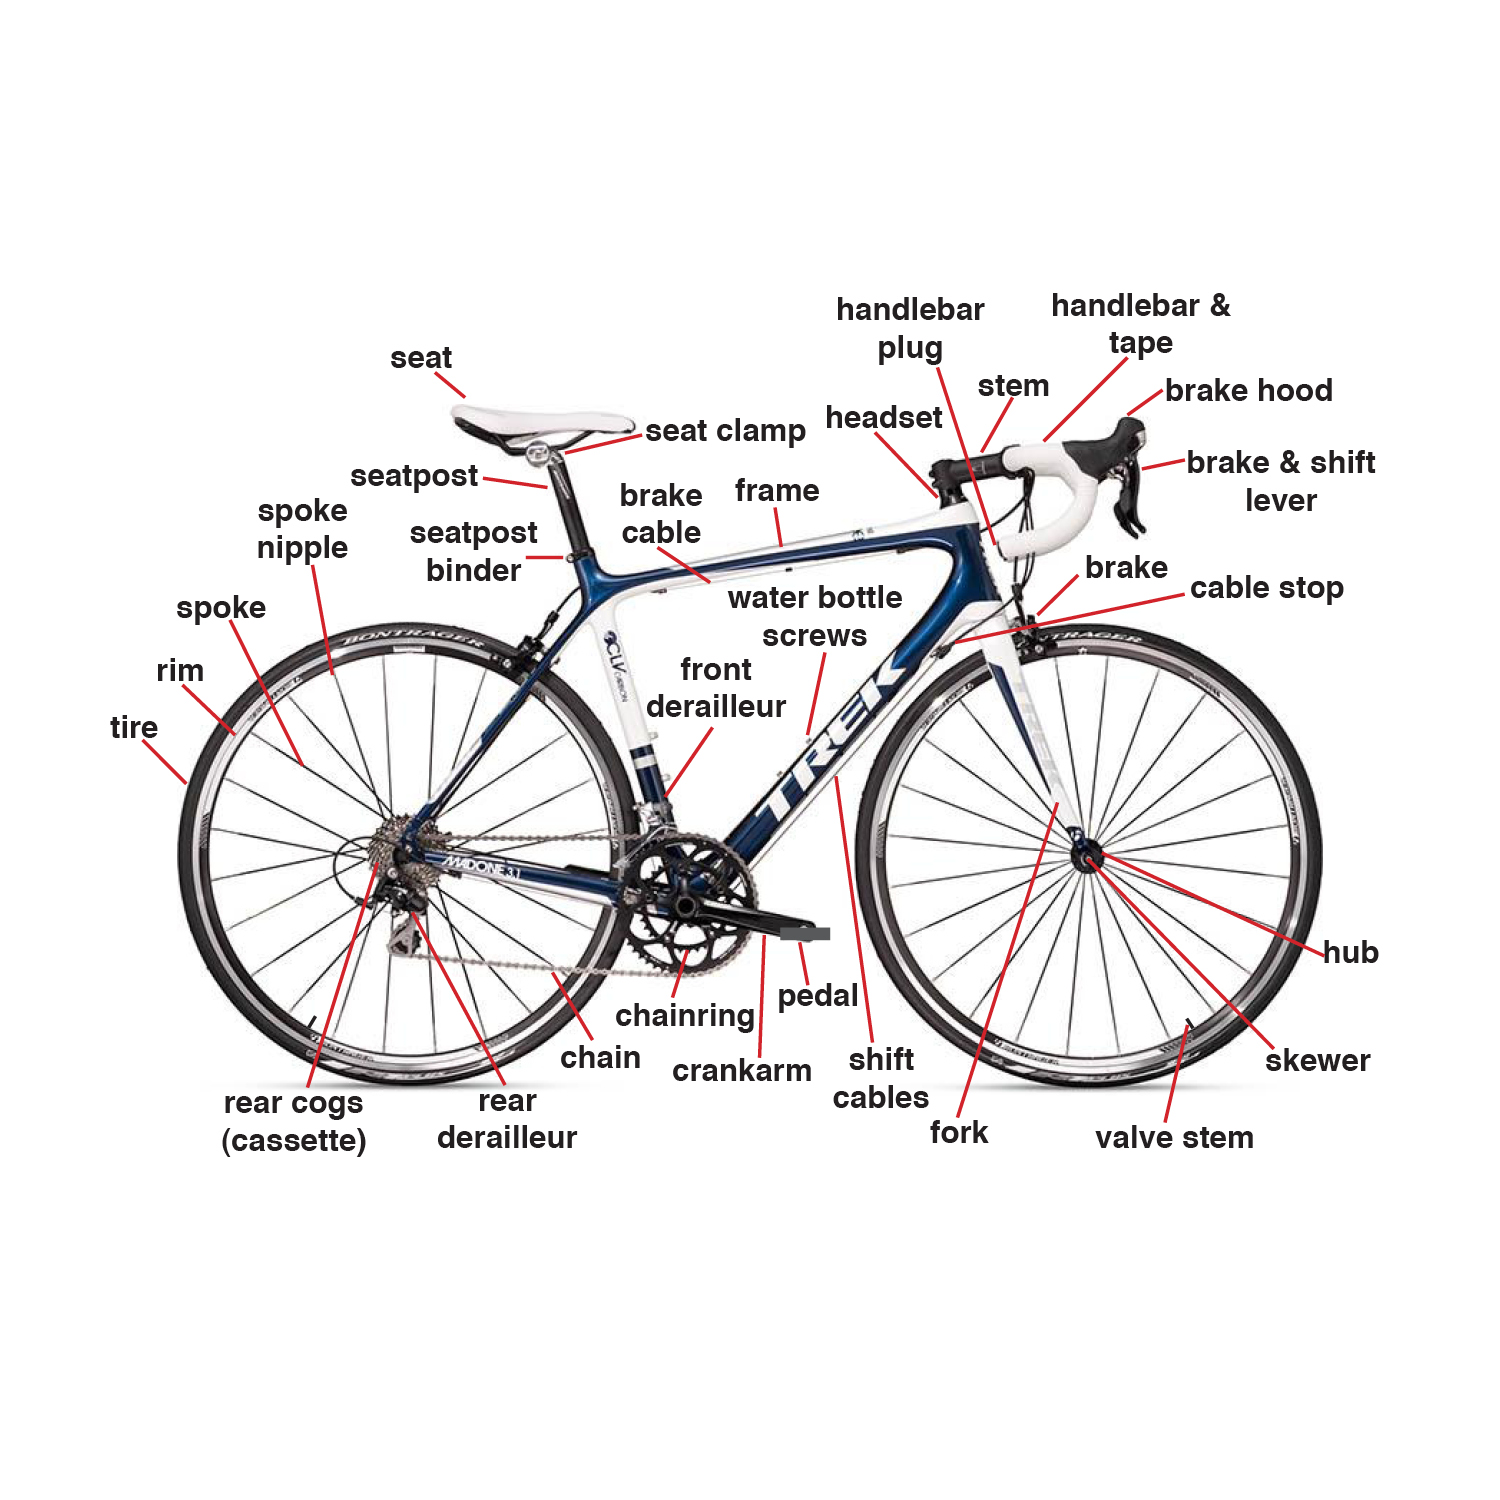 handlebar
plug
handlebar &
tape
seat
stem
brake hood
headset
seat clamp
brake & shift
lever
seatpost
brake
cable
frame
spoke
nipple
seatpost
binder
brake
cable stop
water bottle
screws
spoke
BONTRAGER
TRAGER
CLV
rim
front
derailleur
tire
TREK
MADONE 3.1
hub
pedal
chainring
chain
crankarm
shift
cables
skewer
rear cogs
(cassette)
rear
derailleur
fork
valve stem